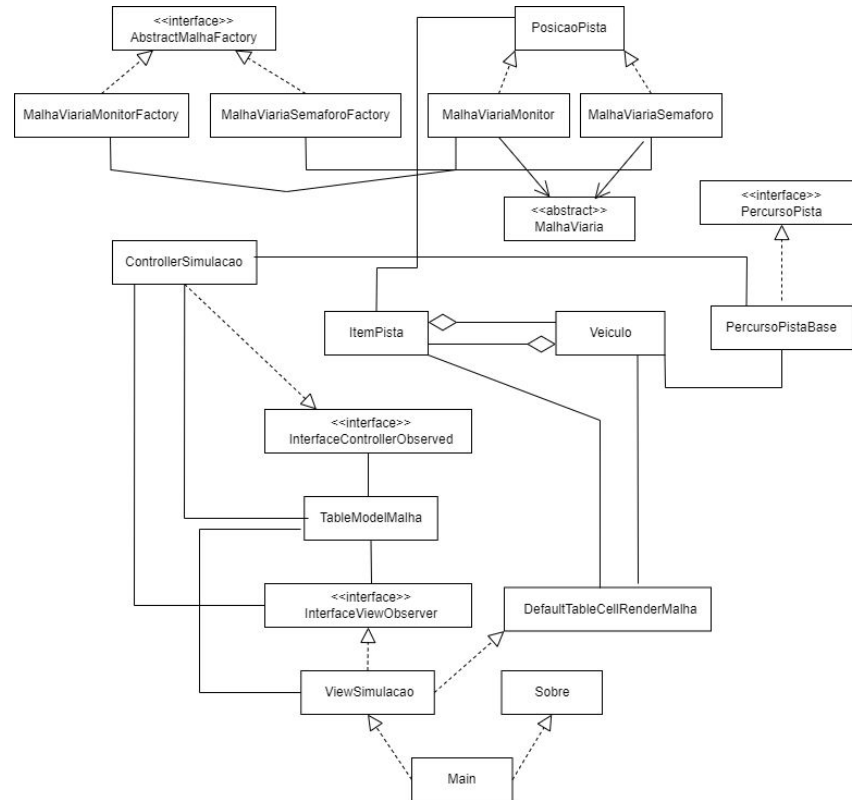 <<interface>>
AbstractMalhaFactory
PosicaoPista
MalhaViariaMonitorFactory
MalhaViariaSemaforoFactory
MalhaViariaMonitor
MalhaViariaSemaforo
<<abstract>>
MalhaViaria
<<interface>>
PercursoPista
ControllerSimulacao
ItemPista
Veiculo
PercursoPistaBase
<<interface>>
InterfaceControllerObserved
TableModelMalha
<<interface>>
InterfaceViewObserver
DefaultTableCellRenderMalha
ViewSimulacao
Sobre
Main